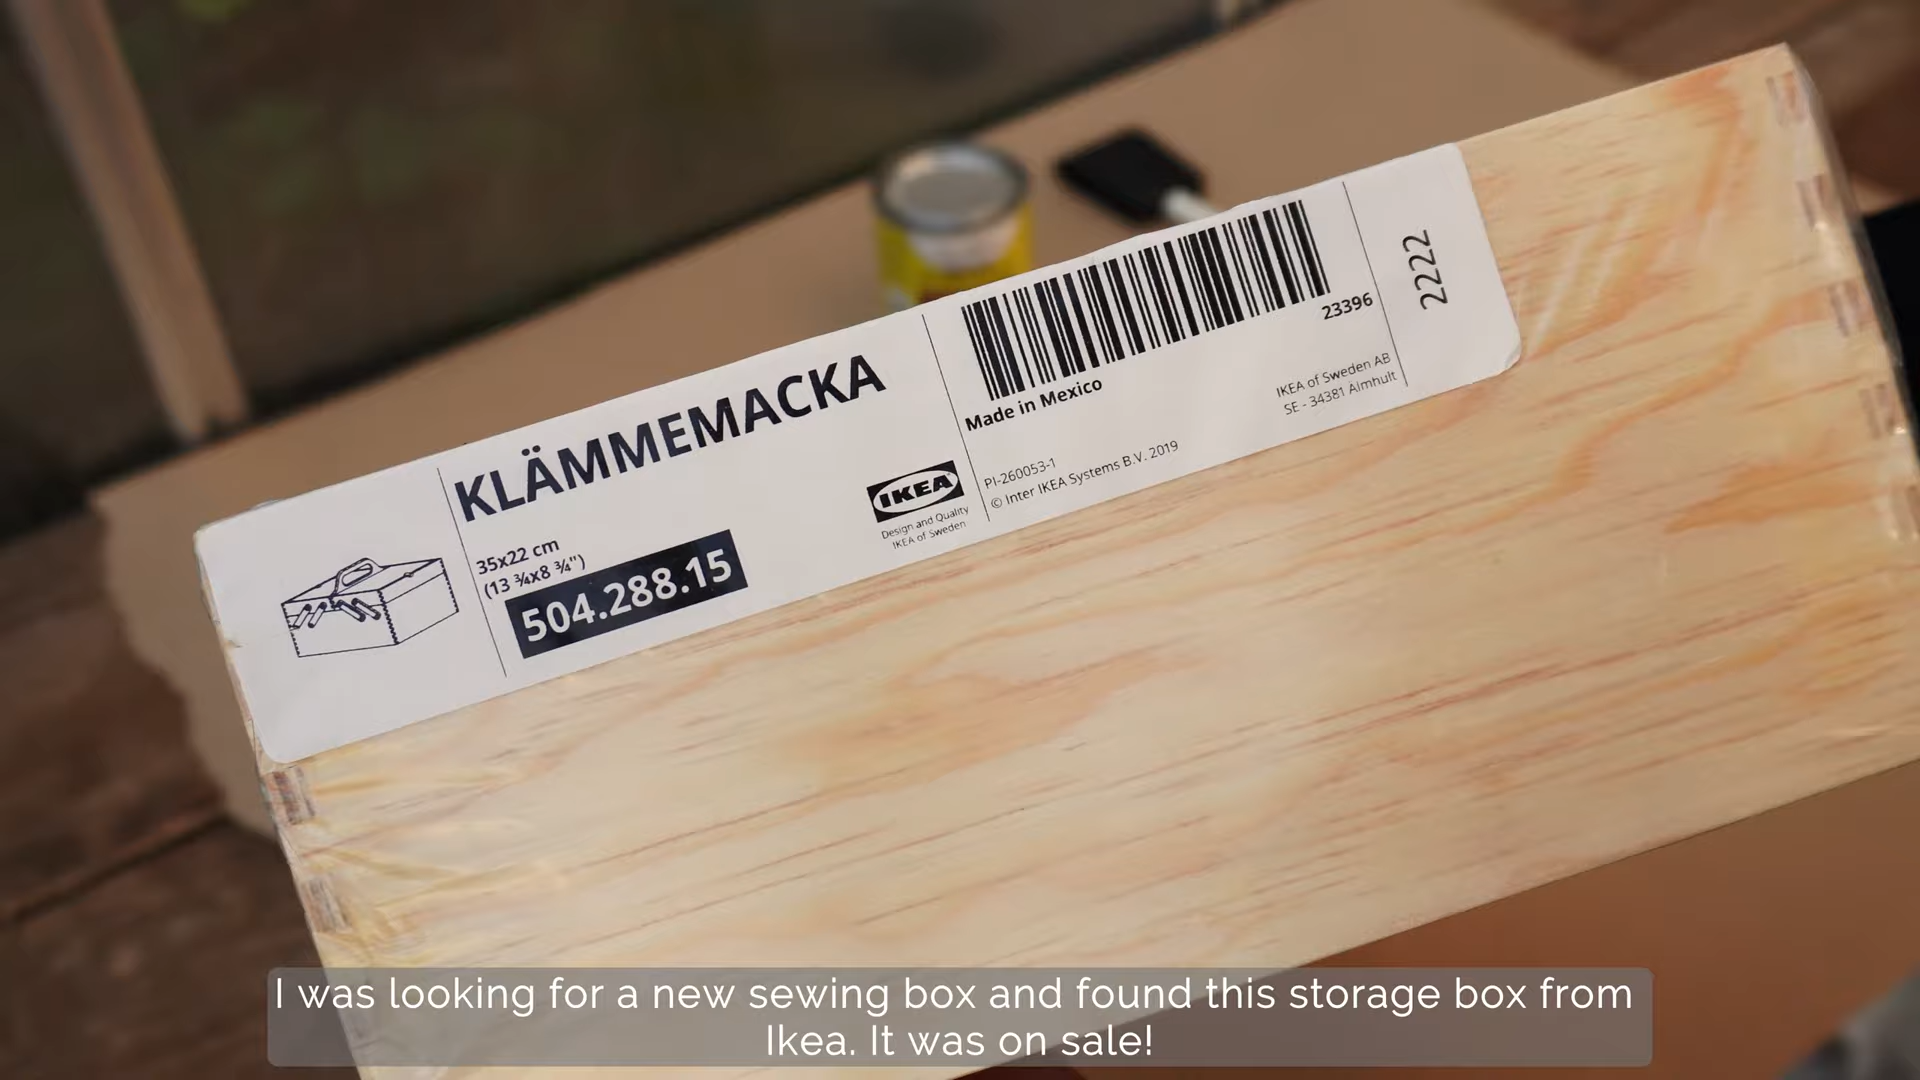 KLÄMMEMACKA
35x22 cm
(13 ¾x8 ¾")
504.288.15
IKEA
Design and Quality
IKEA of Sweden
23396
Made in Mexico
PI-260053-1
© Inter IKEA Systems B.V. 2019
IKEA of Sweden AB
SE - 34381 Älmhult
2222
I was looking for a new sewing box and found this storage box from
Ikea. It was on sale!